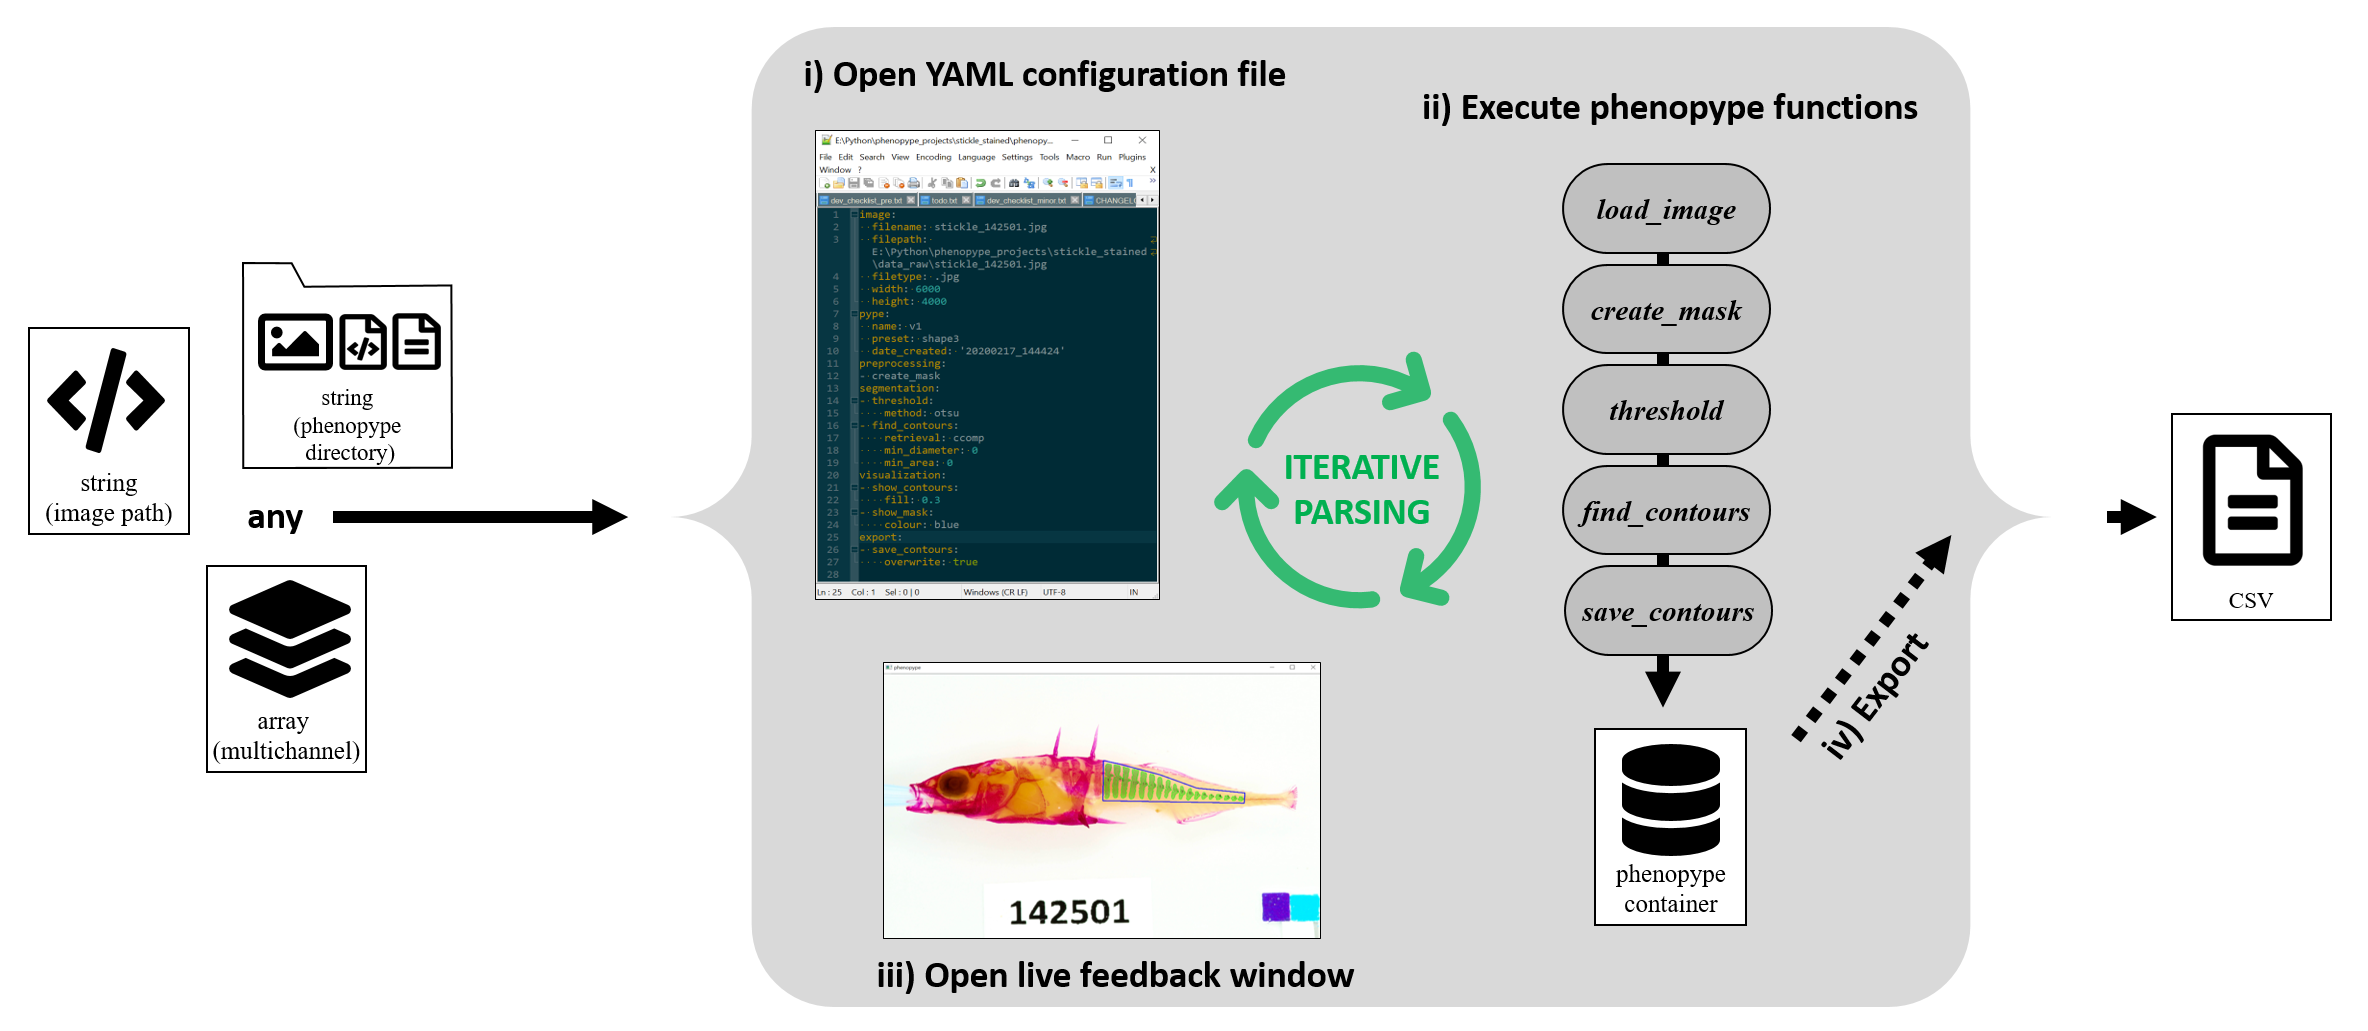 string
(image path)
string
(phenopype
directory)
any
array
(multichannel)
i) Open YAML configuration file
E:\Python\phenopype_projects\stickle_stained\phenopy...
File Edit Search View Encoding Language Settings Tools Macro Run Plugins
Window ? X
dev_checklist_pre.txt todo.txt dev_checklist_minor.txt CHANGEL
1 image:
2 filename: stickle_142501.jpg
3 filepath:
E:\Python\phenopype_projects\stickle_stained
\data_raw\stickle_142501.jpg
4 filetype: .jpg
5 width: 6000
6 height: 4000
7 pype:
8 name: v1
9 preset: shape3
10 date_created: '20200217_144424'
11 preprocessing:
12 - create_mask
13 segmentation:
14 - threshold:
15 method: otsu
16 - find_contours:
17 retrieval: ccomp
18 min_diameter: 0
19 min_area: 0
20 visualization:
21 - show_contours:
22 fill: 0.3
23 - show_mask:
24 colour: blue
25 export:
26 - save_contours:
27 overwrite: true
28
Ln : 25 Col : 1 Sel : 0 | 0 Windows (CR LF) UTF-8 IN
ITERATIVE
PARSING
ii) Execute phenopype functions
load_image
create_mask
threshold
find_contours
save_contours
phenopype
container
phenopype
142501
iii) Open live feedback window
iv) Export
CSV